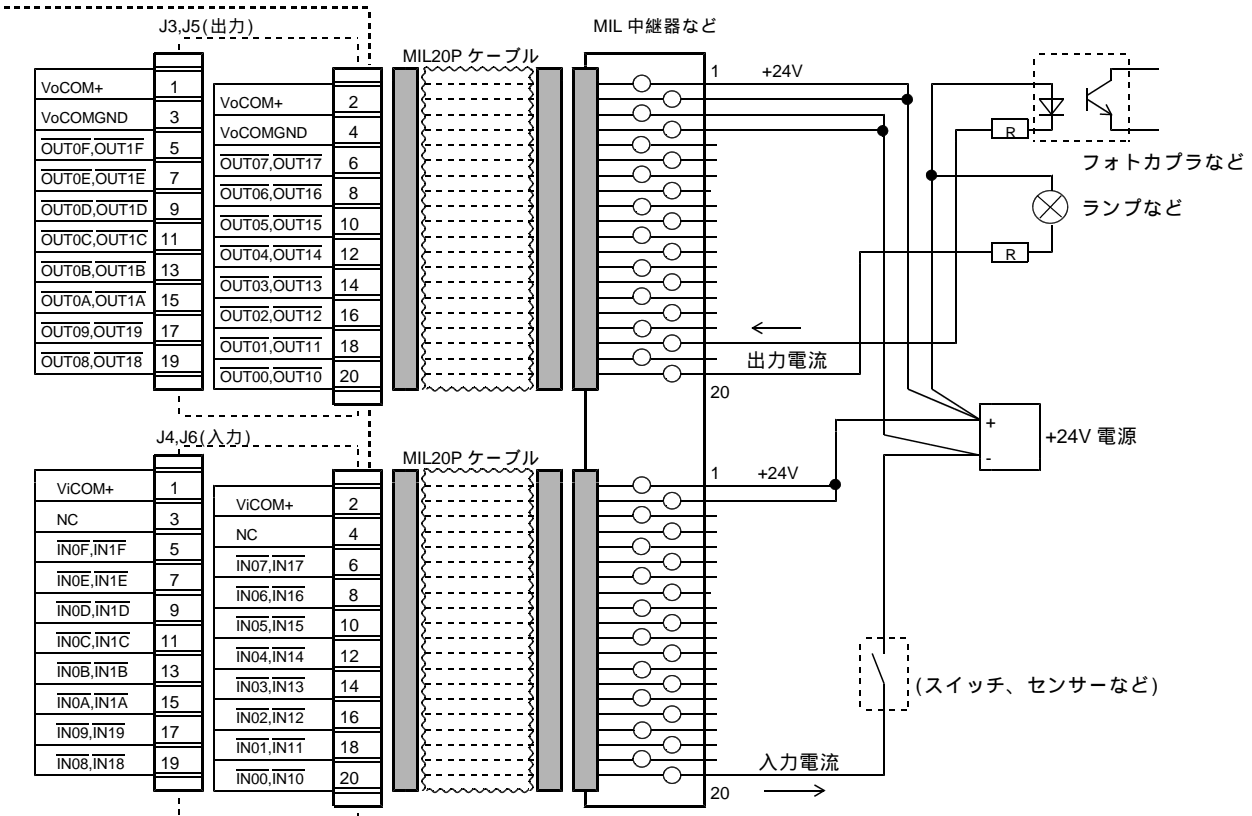 J3,J5(出力)
MIL 中継器など
MIL20P ケーブル
VoCOM+ 1
VoCOM+ 2
VoCOMGND 3
VoCOMGND 4
OUT0F,OUT1F 5
OUT07,OUT17 6
OUT0E,OUT1E 7
OUT06,OUT16 8
OUT0D,OUT1D 9
OUT05,OUT15 10
OUT0C,OUT1C 11
OUT04,OUT14 12
OUT0B,OUT1B 13
OUT03,OUT13 14
OUT0A,OUT1A 15
OUT02,OUT12 16
OUT09,OUT19 17
OUT01,OUT11 18
OUT08,OUT18 19
OUT00,OUT10 20
1 +24V
R
フォトカプラなど
ランプなど
R
出力電流
20
+
-
+24V 電源
J4,J6(入力)
MIL20P ケーブル
ViCOM+ 1
ViCOM+ 2
NC 3
NC 4
IN0F,IN1F 5
IN07,IN17 6
IN0E,IN1E 7
IN06,IN16 8
IN0D,IN1D 9
IN05,IN15 10
IN0C,IN1C 11
IN04,IN14 12
IN0B,IN1B 13
IN03,IN13 14
IN0A,IN1A 15
IN02,IN12 16
IN09,IN19 17
IN01,IN11 18
IN08,IN18 19
IN00,IN10 20
1 +24V
(スイッチ、センサーなど)
入力電流
20